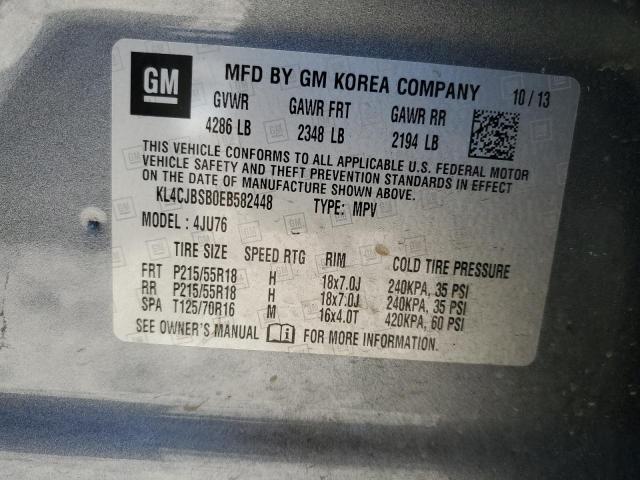 GM
MFD BY GM KOREA COMPANY 10 / 13
GVWR GAWR FRT GAWR RR
4286 LB 2348 LB 2194 LB
THIS VEHICLE CONFORMS TO ALL APPLICABLE U.S. FEDERAL MOTOR
VEHICLE SAFETY AND THEFT PREVENTION STANDARDS IN EFFECT
ON THE DATE OF MANUFACTURE SHOWN ABOVE.
KL4CJBSB0EB582448 TYPE: MPV
MODEL : 4JU76
TIRE SIZE SPEED RTG RIM COLD TIRE PRESSURE
FRT P215/55R18 H 18x7.0J 240KPA, 35 PSI
RR P215/55R18 H 18x7.0J 240KPA, 35 PSI
SPA T125/70R16 M 16x4.0T 420KPA, 60 PSI
SEE OWNER'S MANUAL FOR MORE INFORMATION.